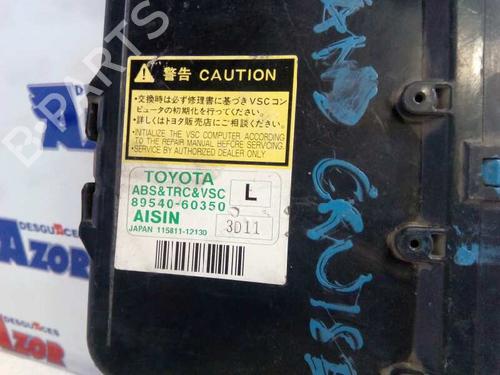 警告 CAUTION
・交換時は必ず修理書に基づきVSCコン
ピュータの初期化を行ってください。
・詳しくはトヨタ販売店にご相談ください。
・INITIALIZE THE VSC COMPUTER ACCORDING
TO THE REPAIR MANUAL BEFORE SERVICING.
・SERVICE BY AUTHORIZED DEALER ONLY
TOYOTA
ABS&TRC&VSC
L
89540-60350
AISIN
3D11
JAPAN 115811-12130
B-PARTS
DESGUACES
AZOR
DESGUACES
AZOR